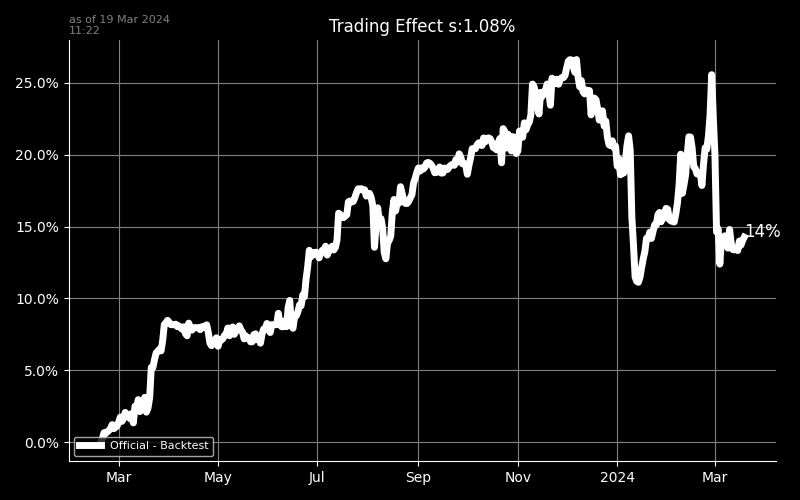 as of 19 Mar 2024
11:22
Trading Effect s:1.08%
25.0%
20.0%
15.0%
14%
10.0%
5.0%
0.0%
Official - Backtest
Mar May Jul Sep Nov 2024 Mar